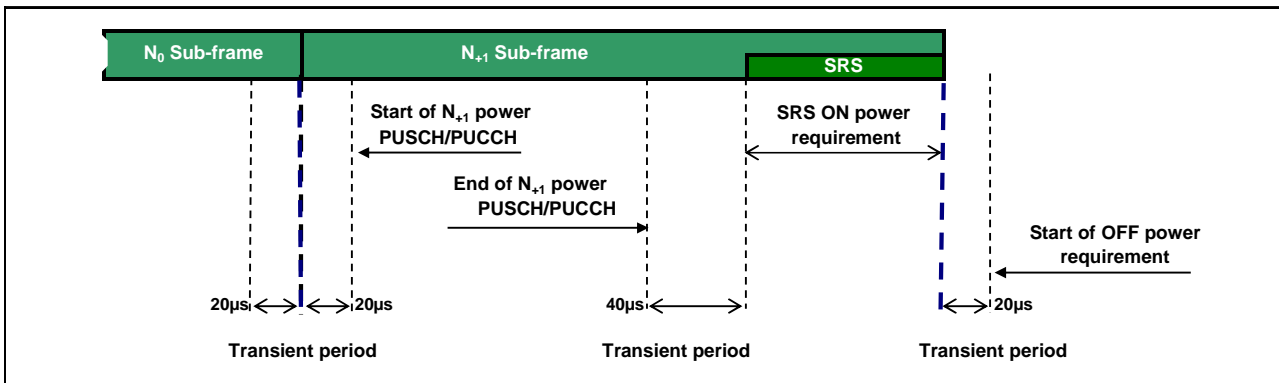 N0 Sub-frame
N+1 Sub-frame
SRS
Start of N+1 power
PUSCH/PUCCH
SRS ON power
requirement
End of N+1 power
PUSCH/PUCCH
Start of OFF power
requirement
20µs
20µs
40µs
20µs
Transient period
Transient period
Transient period